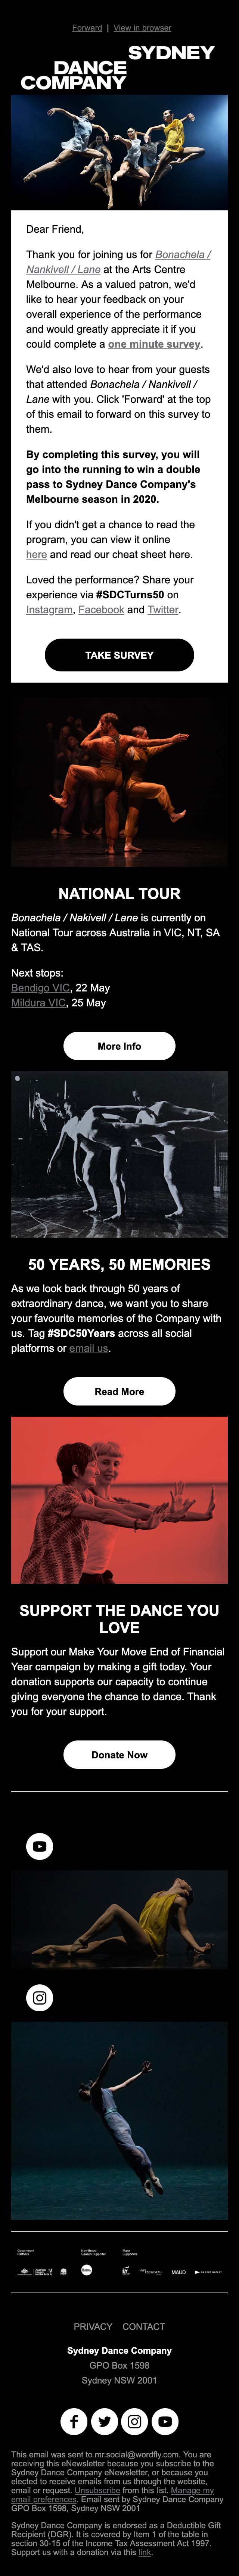 Forward | View in browser
SYDNEY
DANCE
COMPANY
Dear Friend,
Thank you for joining us for Bonachela /
Nankivell / Lane at the Arts Centre
Melbourne. As a valued patron, we'd
like to hear your feedback on your
overall experience of the performance
and would greatly appreciate it if you
could complete a one minute survey.
We'd also love to hear from your guests
that attended Bonachela / Nankivell /
Lane with you. Click 'Forward' at the top
of this email to forward on this survey to
them.
By completing this survey, you will
go into the running to win a double
pass to Sydney Dance Company's
Melbourne season in 2020.
If you didn't get a chance to read the
program, you can view it online
here and read our cheat sheet here.
Loved the performance? Share your
experience via #SDCTurns50 on
Instagram, Facebook and Twitter.
TAKE SURVEY
NATIONAL TOUR
Bonachela / Nakivell / Lane is currently on
National Tour across Australia in VIC, NT, SA
& TAS.
Next stops:
Bendigo VIC, 22 May
Mildura VIC, 25 May
More Info
50 YEARS, 50 MEMORIES
As we look back through 50 years of
extraordinary dance, we want you to share
your favourite memories of the Company with
us. Tag #SDC50Years across all social
platforms or email us.
Read More
SUPPORT THE DANCE YOU
LOVE
Support our Make Your Move End of Financial
Year campaign by making a gift today. Your
donation supports our capacity to continue
giving everyone the chance to dance. Thank
you for your support.
Donate Now
Government
Partners
Major
Supporters
MAUD
PRIVACY CONTACT
Sydney Dance Company
GPO Box 1598
Sydney NSW 2001
This email was sent to mr.social@wordfly.com. You are
receiving this eNewsletter because you subscribe to the
Sydney Dance Company eNewsletter, or because you
elected to receive emails from us through the website,
email or request. Unsubscribe from this list. Manage my
email preferences. Email sent by Sydney Dance Company
GPO Box 1598, Sydney NSW 2001
Sydney Dance Company is endorsed as a Deductible Gift
Recipient (DGR). It is covered by Item 1 of the table in
section 30-15 of the Income Tax Assessment Act 1997.
Support us with a donation via this link.